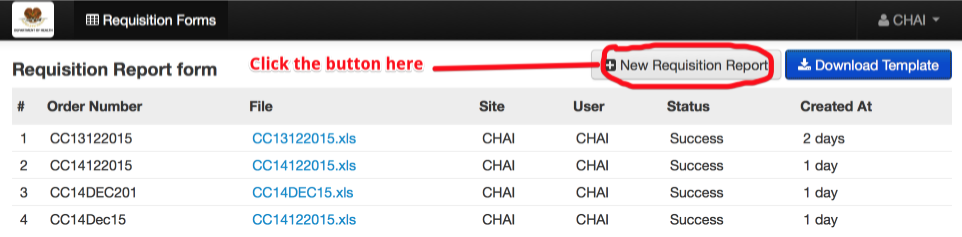 DEPARTMENT OF HEALTH
Requisition Forms
CHAI
Requisition Report form
Click the button here
New Requisition Report
Download Template
# Order Number File Site User Status Created At
1 CC13122015 CC13122015.xls CHAI CHAI Success 2 days
2 CC14122015 CC14122015.xls CHAI CHAI Success 1 day
3 CC14DEC201 CC14DEC15.xls CHAI CHAI Success 1 day
4 CC14Dec15 CC14122015.xls CHAI CHAI Success 1 day